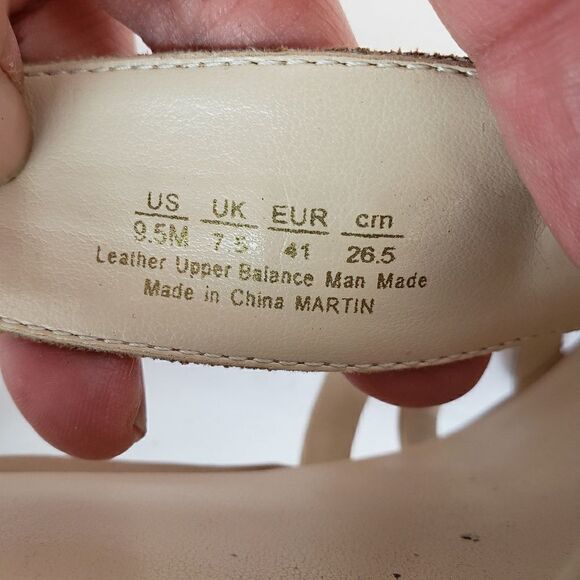 US UK EUR cm
9.5M 7.5 41 26.5
Leather Upper Balance Man Made
Made in China MARTIN